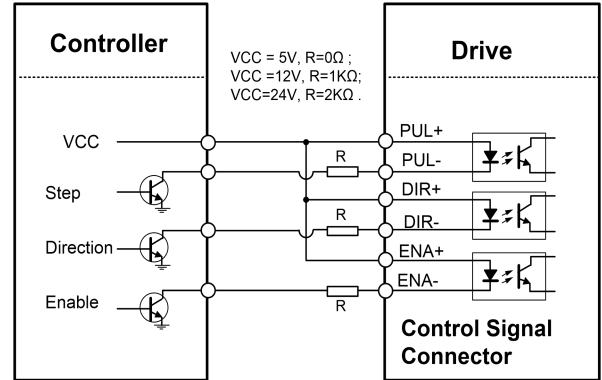 Controller
VCC = 5V, R=0Ω ;
VCC =12V, R=1KΩ;
VCC=24V, R=2KΩ .
Drive
VCC
Step
Direction
Enable
R
R
R
PUL+
PUL-
DIR+
DIR-
ENA+
ENA-
Control Signal
Connector